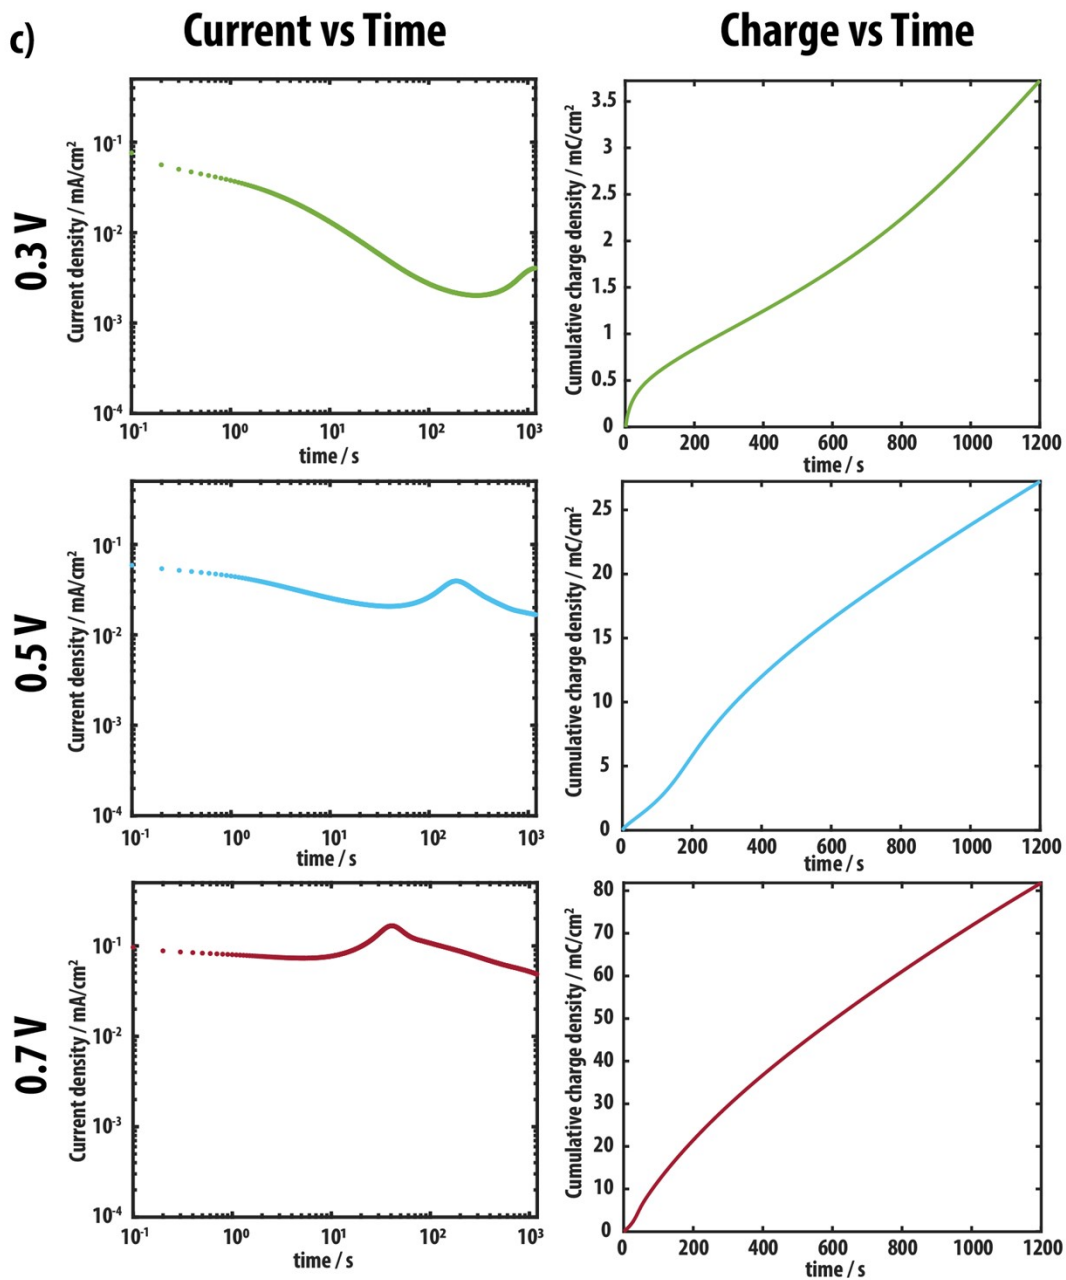 c)
Current vs Time
Charge vs Time
0.3 V
Current density / mA/cm²
10⁻¹
10⁻²
10⁻³
10⁻⁴
10⁻¹ 10⁰ 10¹ 10² 10³
time / s
Cumulative charge density / mC/cm²
3.5
3
2.5
2
1.5
1
0.5
0
0 200 400 600 800 1000 1200
time / s
0.5 V
Current density / mA/cm²
10⁻¹
10⁻²
10⁻³
10⁻⁴
10⁻¹ 10⁰ 10¹ 10² 10³
time / s
Cumulative charge density / mC/cm²
25
20
15
10
5
0
0 200 400 600 800 1000 1200
time / s
0.7 V
Current density / mA/cm²
10⁻¹
10⁻²
10⁻³
10⁻⁴
10⁻¹ 10⁰ 10¹ 10² 10³
time / s
Cumulative charge density / mC/cm²
80
70
60
50
40
30
20
10
0
0 200 400 600 800 1000 1200
time / s